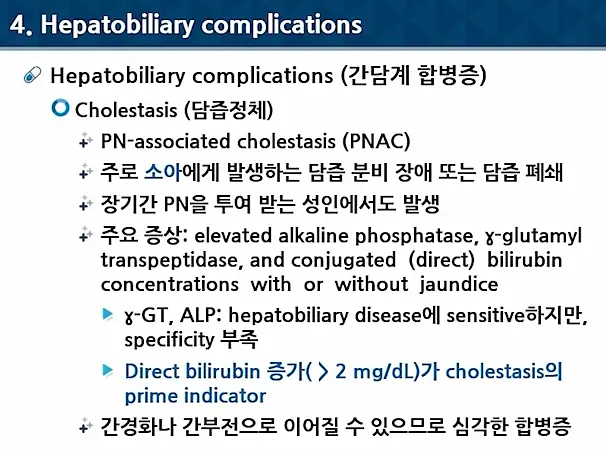 4. Hepatobiliary complications
Hepatobiliary complications (간담계 합병증)
Cholestasis (담즙정체)
PN-associated cholestasis (PNAC)
주로 소아에게 발생하는 담즙 분비 장애 또는 담즙 폐쇄
장기간 PN을 투여 받는 성인에서도 발생
주요 증상: elevated alkaline phosphatase, ɣ-glutamyl
transpeptidase, and conjugated (direct) bilirubin
concentrations with or without jaundice
ɣ-GT, ALP: hepatobiliary disease에 sensitive하지만,
specificity 부족
Direct bilirubin 증가( > 2 mg/dL)가 cholestasis의
prime indicator
간경화나 간부전으로 이어질 수 있으므로 심각한 합병증